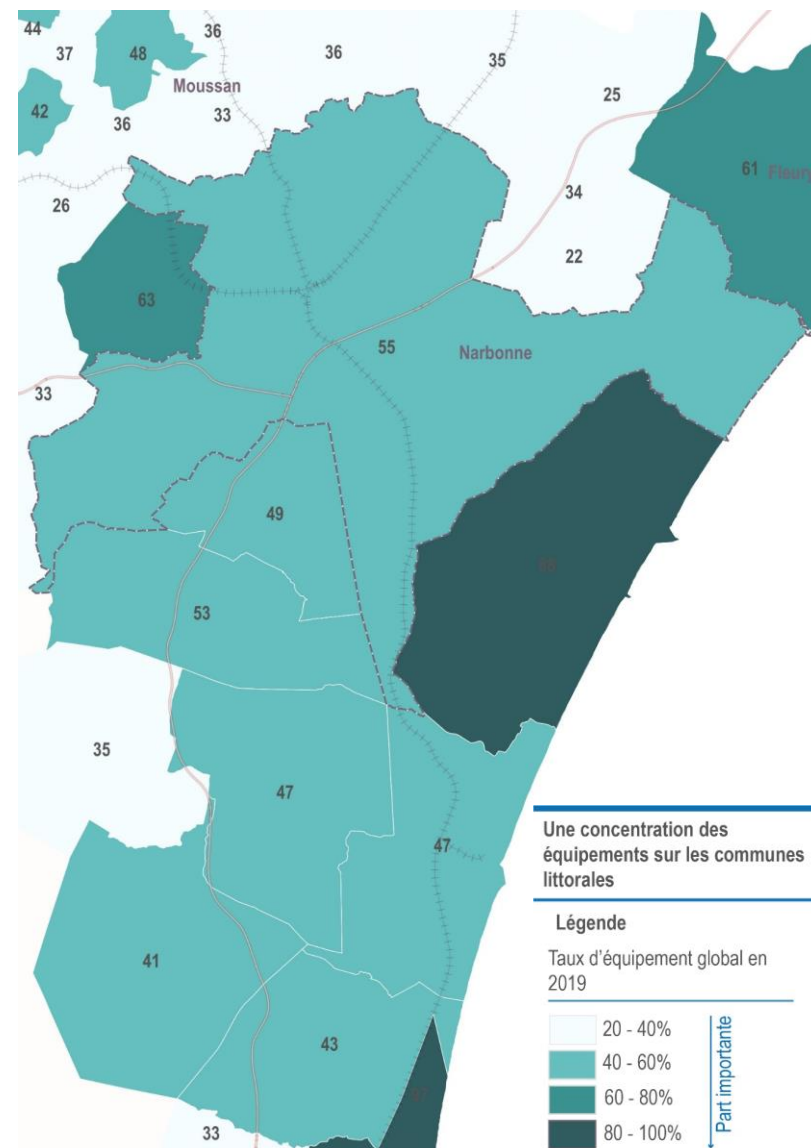 44
37
48
36
36
35
Moussan
42
36
33
25
61 Fleury
26
34
22
63
55
Narbonne
33
49
53
35
47
47
41
43
33
Une concentration des
équipements sur les communes
littorales
Légende
Taux d'équipement global en
2019
20 - 40%
40 - 60%
60 - 80%
80 - 100%
Part importante